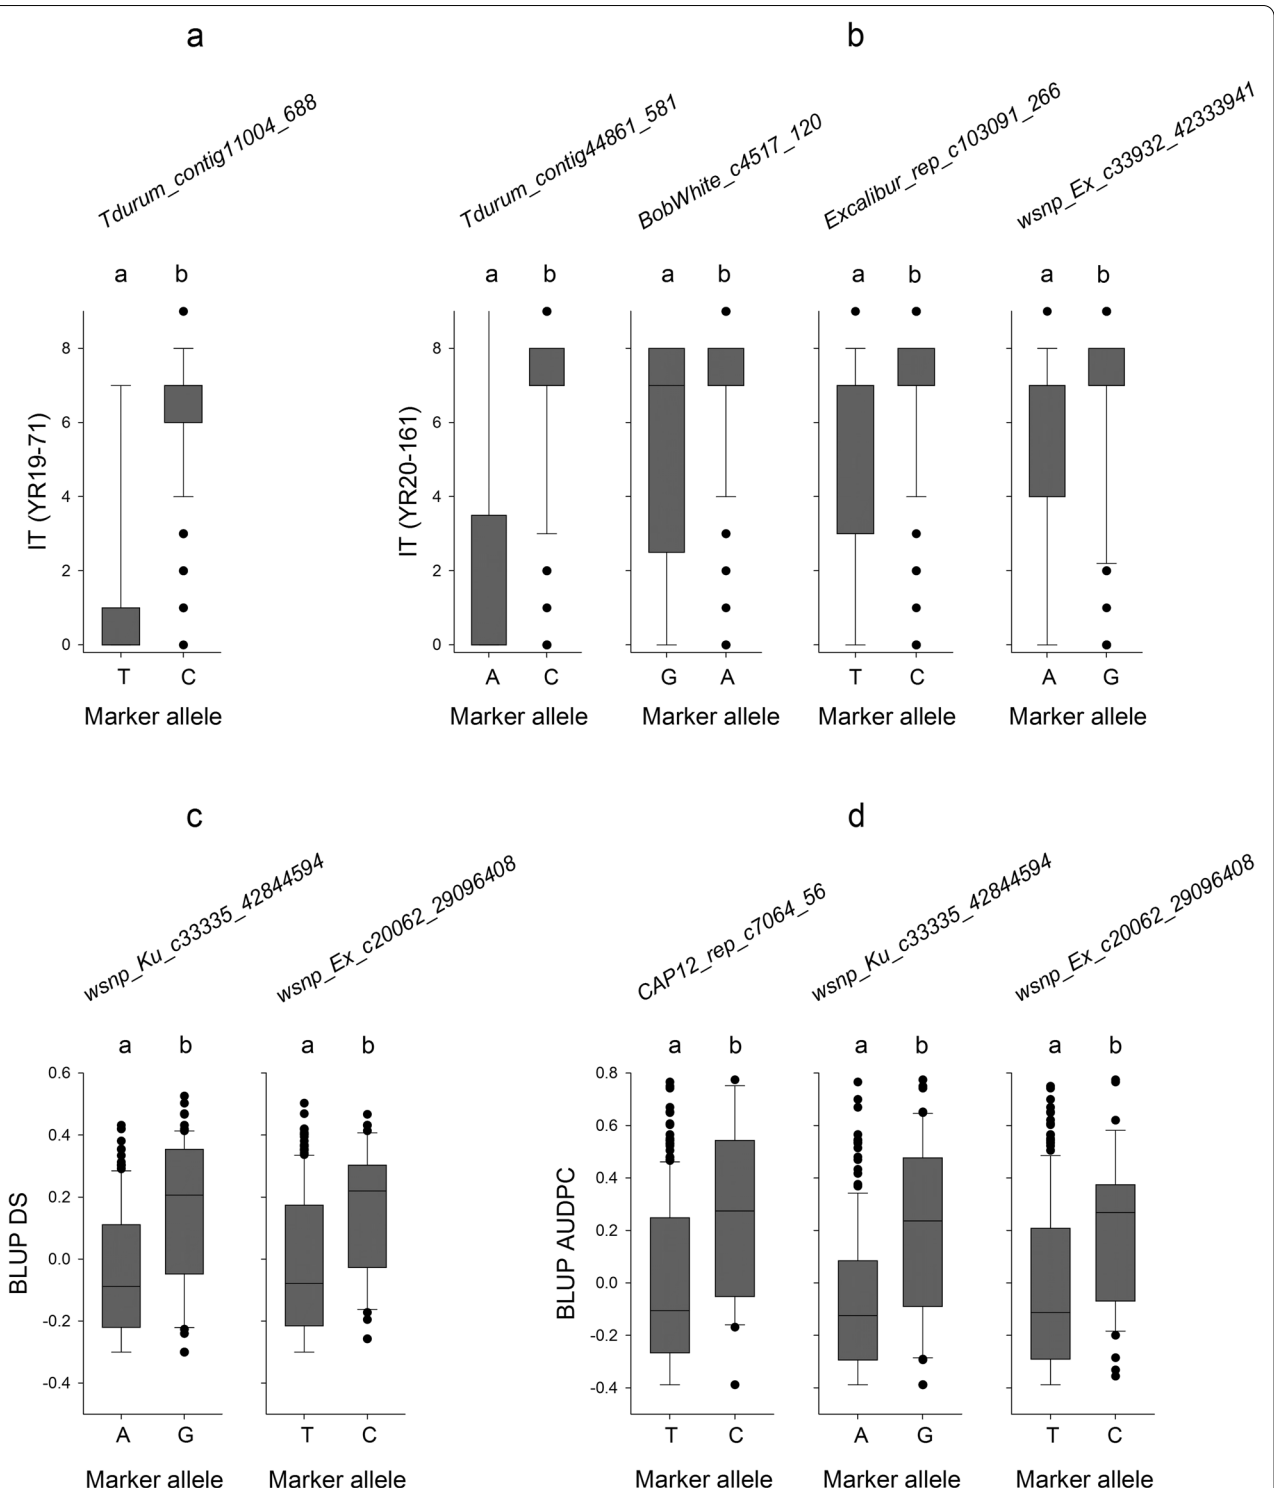 a
b
Tdurum_contig11004_688
Tdurum_contig44861_581
BobWhite_c4517_120
Excalibur_rep_c103091_266
wsnp_Ex_c33932_42333941
a b
a b
a b
a b
a b
IT (YR19-71)
8
6
4
2
0
T C
Marker allele
IT (YR20-161)
8
6
4
2
0
A C
Marker allele
G A
Marker allele
T C
Marker allele
A G
Marker allele
c
d
wsnp_Ku_c33335_42844594
wsnp_Ex_c20062_29096408
CAP12_rep_c7064_56
wsnp_Ku_c33335_42844594
wsnp_Ex_c20062_29096408
a b
a b
a b
a b
a b
BLUP DS
0.6
0.4
0.2
0.0
-0.2
-0.4
A G
Marker allele
T C
Marker allele
BLUP AUDPC
0.8
0.6
0.4
0.2
0.0
-0.2
-0.4
T C
Marker allele
A G
Marker allele
T C
Marker allele